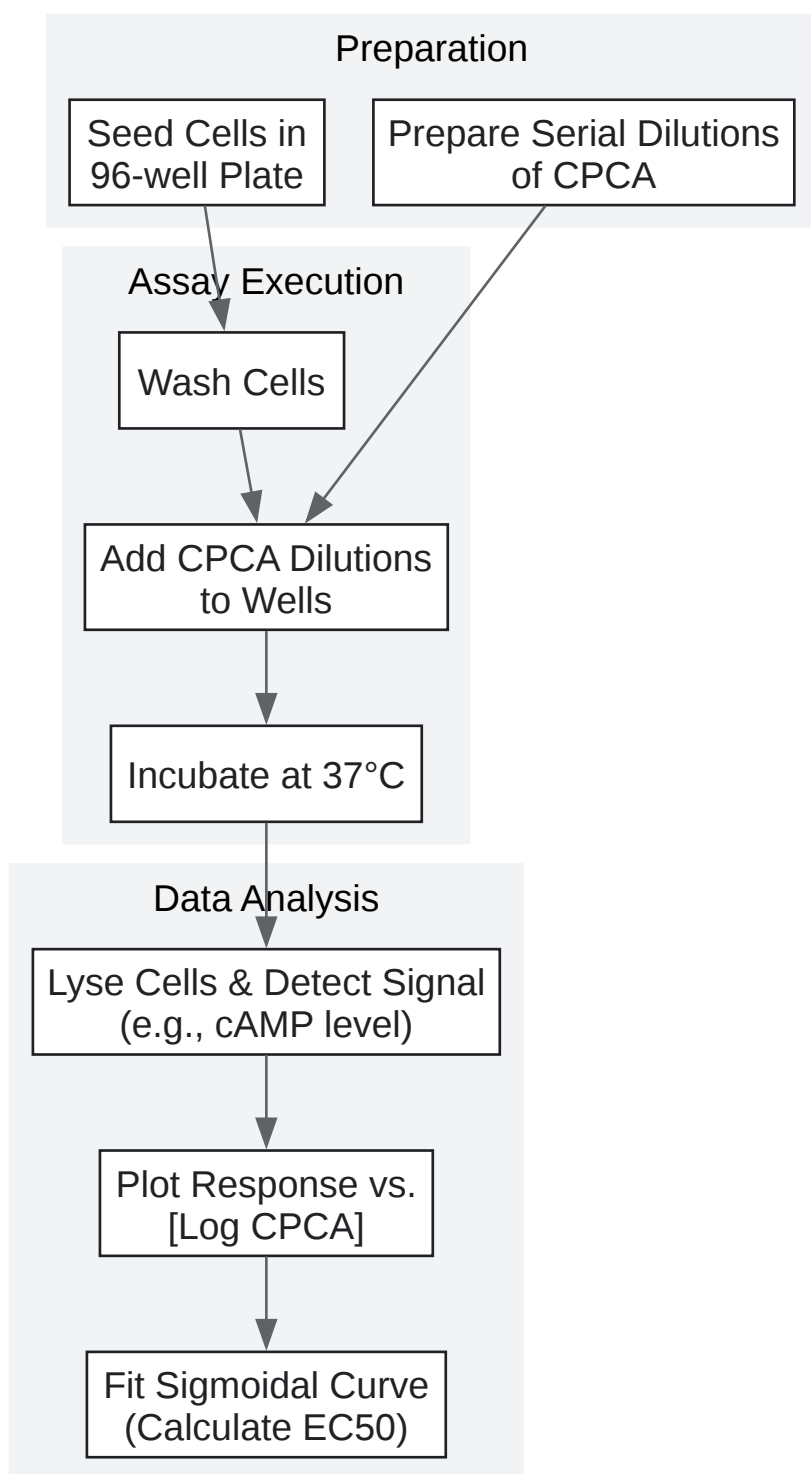 Preparation
Seed Cells in
96-well Plate
Prepare Serial Dilutions
of CPCA
Assay Execution
Wash Cells
Add CPCA Dilutions
to Wells
Incubate at 37°C
Data Analysis
Lyse Cells & Detect Signal
(e.g., cAMP level)
Plot Response vs.
[Log CPCA]
Fit Sigmoidal Curve
(Calculate EC50)